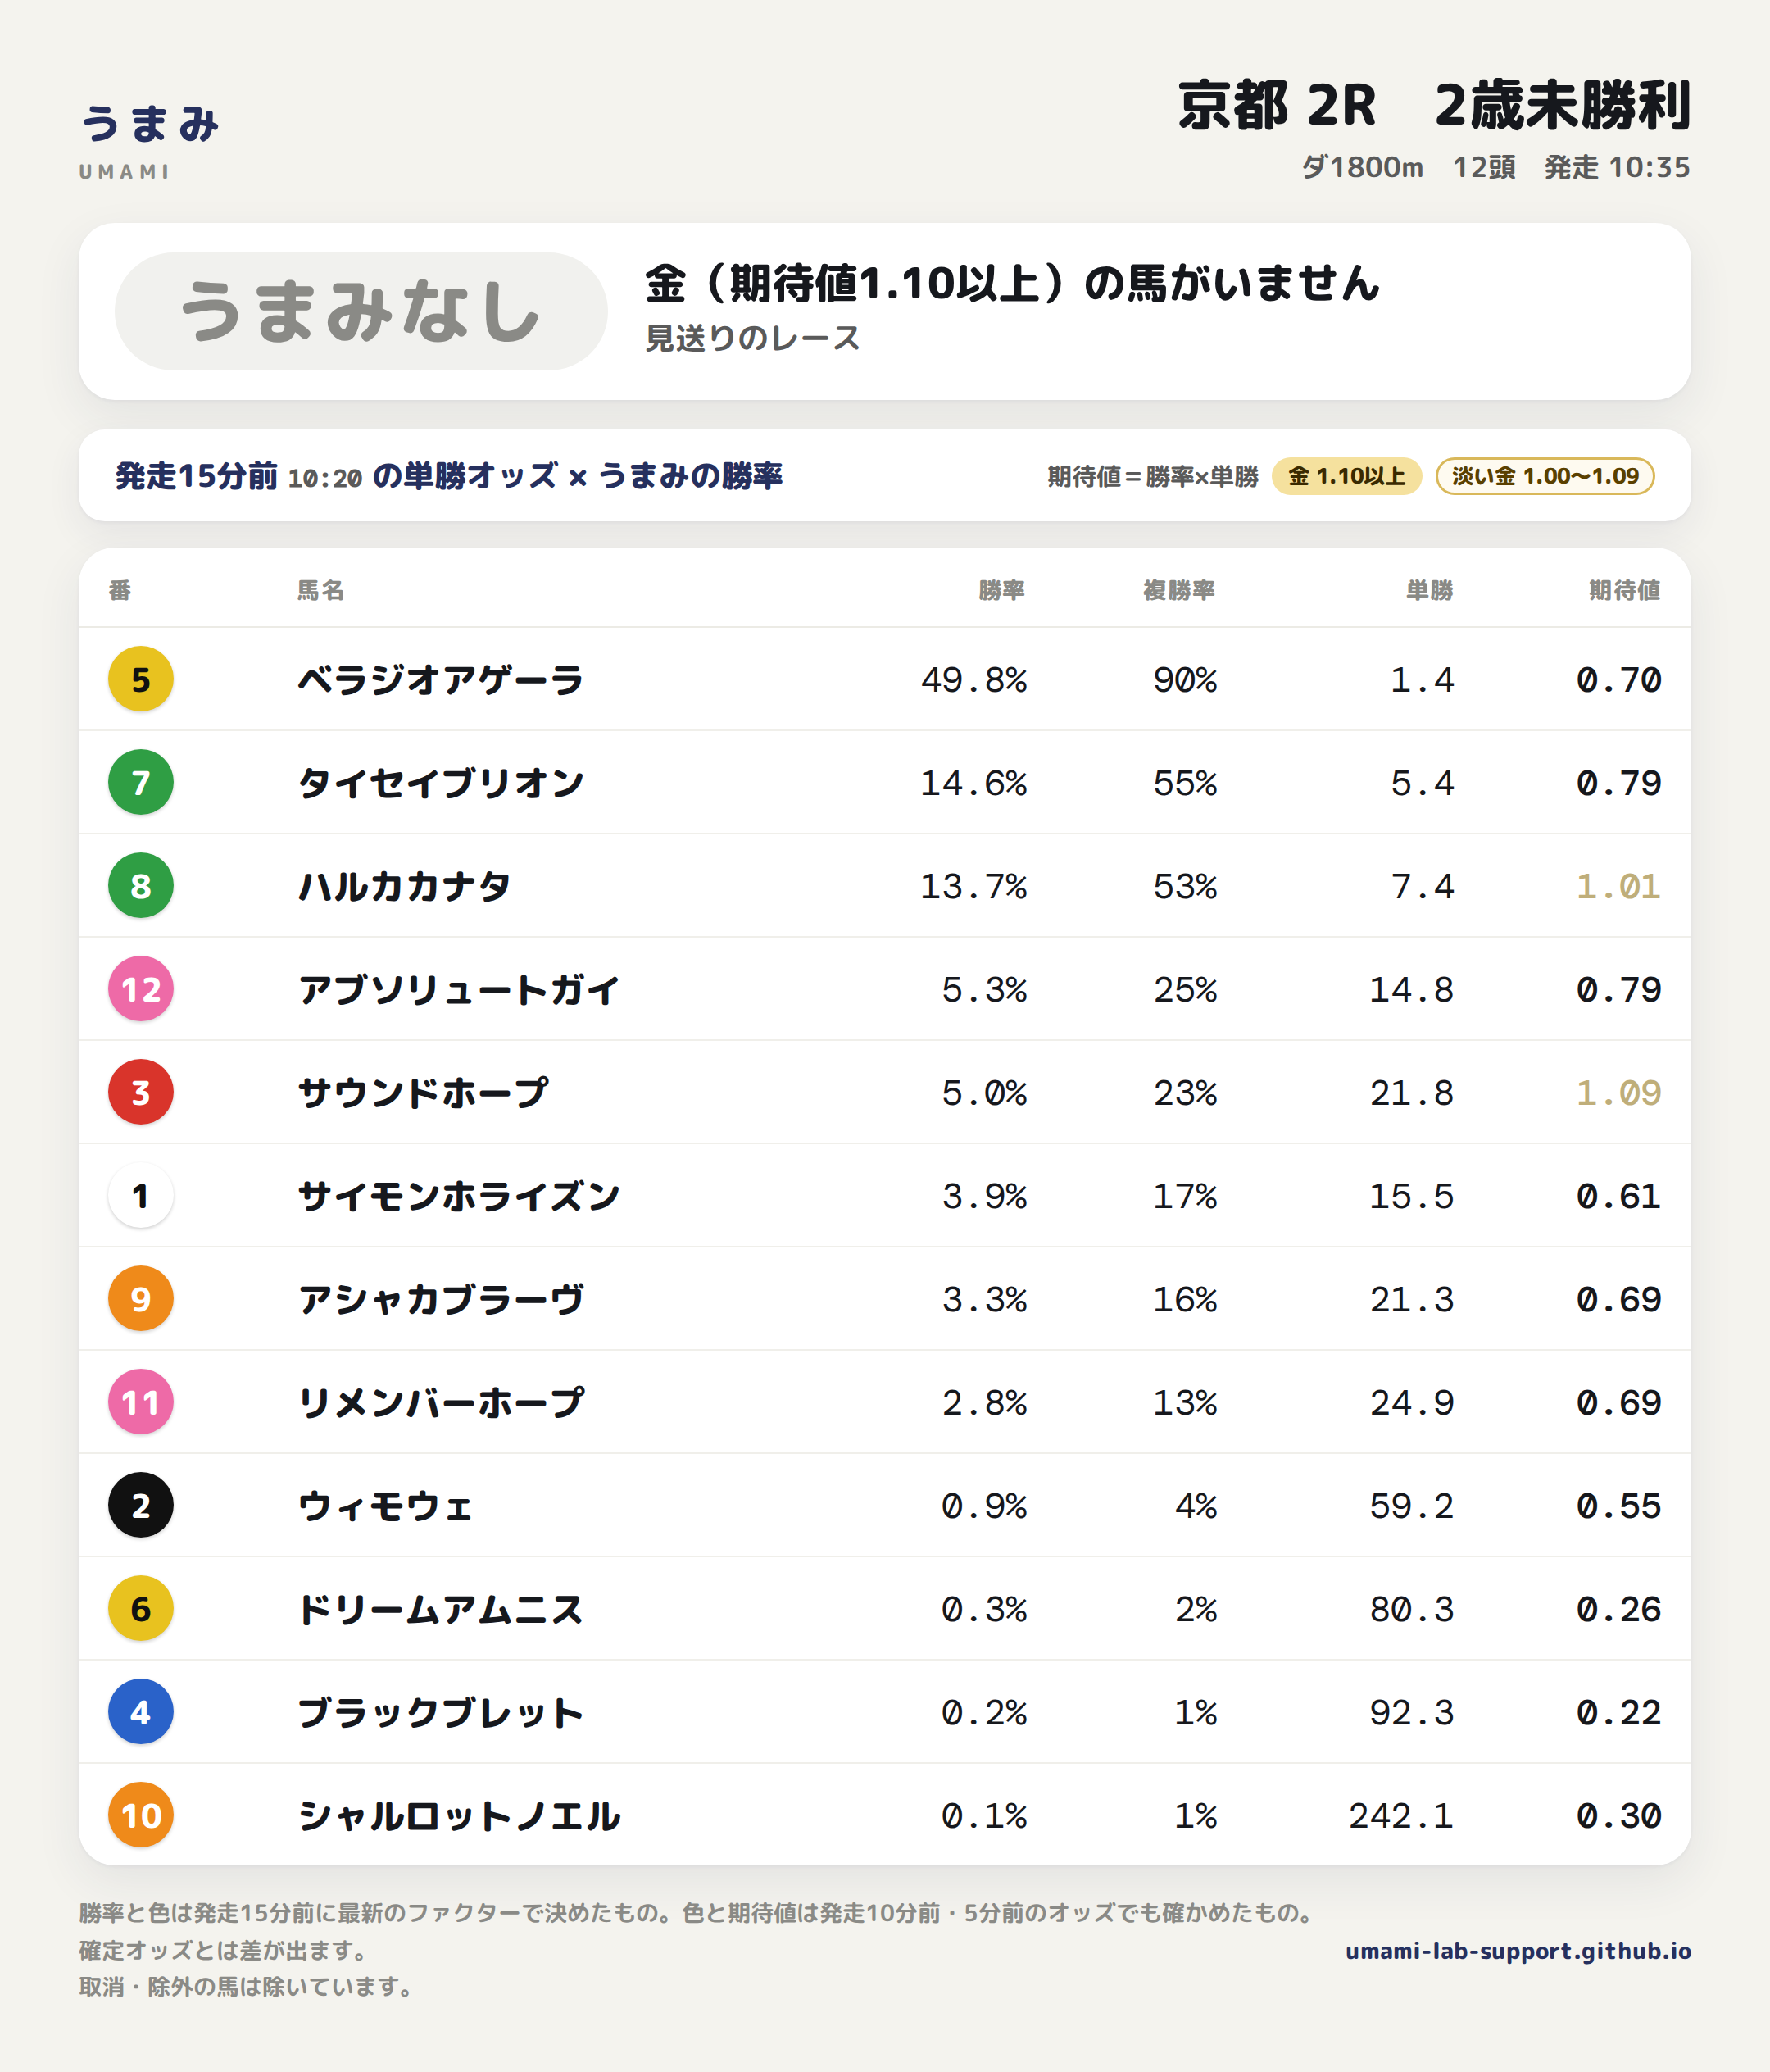 うまみ
UMAMI
京都 2R　2歳未勝利
ダ1800m　12頭　発走 10:35
うまみなし
金（期待値1.10以上）の馬がいません
見送りのレース
発走15分前 10:20 の単勝オッズ × うまみの勝率
期待値＝勝率×単勝 金 1.10以上 淡い金 1.00〜1.09
番 馬名 勝率 複勝率 単勝 期待値
5 ベラジオアゲーラ 49.8% 90% 1.4 0.70
7 タイセイブリオン 14.6% 55% 5.4 0.79
8 ハルカカナタ 13.7% 53% 7.4 1.01
12 アブソリュートガイ 5.3% 25% 14.8 0.79
3 サウンドホープ 5.0% 23% 21.8 1.09
1 サイモンホライズン 3.9% 17% 15.5 0.61
9 アシャカブラーヴ 3.3% 16% 21.3 0.69
11 リメンバーホープ 2.8% 13% 24.9 0.69
2 ウィモウェ 0.9% 4% 59.2 0.55
6 ドリームアムニス 0.3% 2% 80.3 0.26
4 ブラックブレット 0.2% 1% 92.3 0.22
10 シャルロットノエル 0.1% 1% 242.1 0.30
勝率と色は発走15分前に最新のファクターで決めたもの。色と期待値は発走10分前・5分前のオッズでも確かめたもの。
確定オッズとは差が出ます。
取消・除外の馬は除いています。
umami-lab-support.github.io